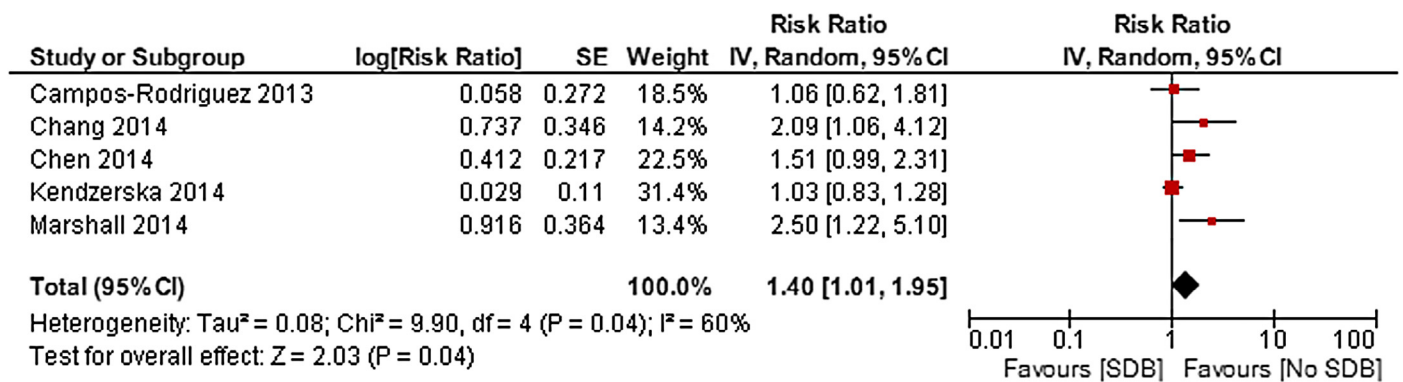 Risk Ratio Risk Ratio
Study or Subgroup log[Risk Ratio] SE Weight IV, Random, 95% CI IV, Random, 95% CI
Campos-Rodriguez 2013 0.058 0.272 18.5% 1.06 [0.62, 1.81]
Chang 2014 0.737 0.346 14.2% 2.09 [1.06, 4.12]
Chen 2014 0.412 0.217 22.5% 1.51 [0.99, 2.31]
Kendzerska 2014 0.029 0.11 31.4% 1.03 [0.83, 1.28]
Marshall 2014 0.916 0.364 13.4% 2.50 [1.22, 5.10]
Total (95% CI) 100.0% 1.40 [1.01, 1.95]
Heterogeneity: Tau² = 0.08; Chi² = 9.90, df = 4 (P = 0.04); I² = 60%
Test for overall effect: Z = 2.03 (P = 0.04)
0.01 0.1 1 10 100
Favours [SDB] Favours [No SDB]